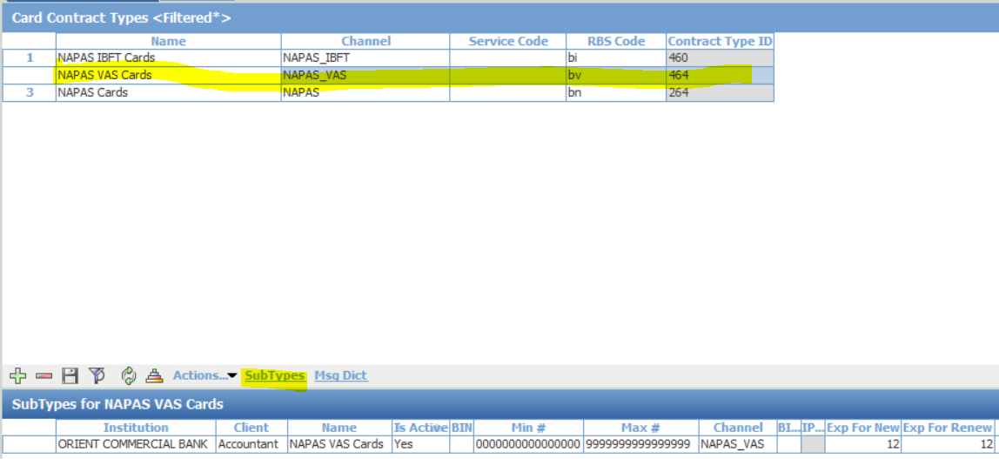 Card Contract Types <Filtered*>
Name Channel Service Code RBS Code Contract Type ID
1 NAPAS IBFT Cards NAPAS_IBFT bi 460
NAPAS VAS Cards NAPAS_VAS bv 464
3 NAPAS Cards NAPAS bn 264
Actions... SubTypes Msg Dict
SubTypes for NAPAS VAS Cards
Institution Client Name Is Active BIN Min # Max # Channel BI... IP... Exp For New Exp For Renew
ORIENT COMMERCIAL BANK Accountant NAPAS VAS Cards Yes 0000000000000000 9999999999999999 NAPAS_VAS 12 12